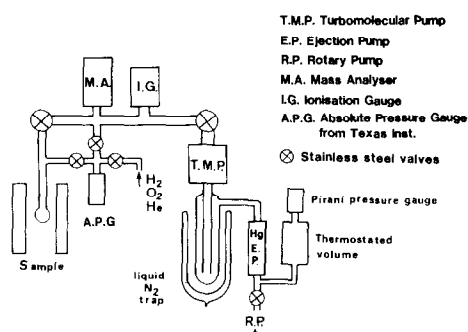 T.M.P. Turbomolecular Pump
E.P. Ejection Pump
R.P. Rotary Pump
M.A. Mass Analyser
I.G. Ionisation Gauge
A.P.G. Absolute Pressure Gauge
from Texas Inst.
Stainless steel valves
M.A.
I.G.
T.M.P.
H2
O2
He
A.P.G
Sample
liquid
N2
trap
Hg
E.
P.
R.P.
Pirani pressure gauge
Thermostated
volume